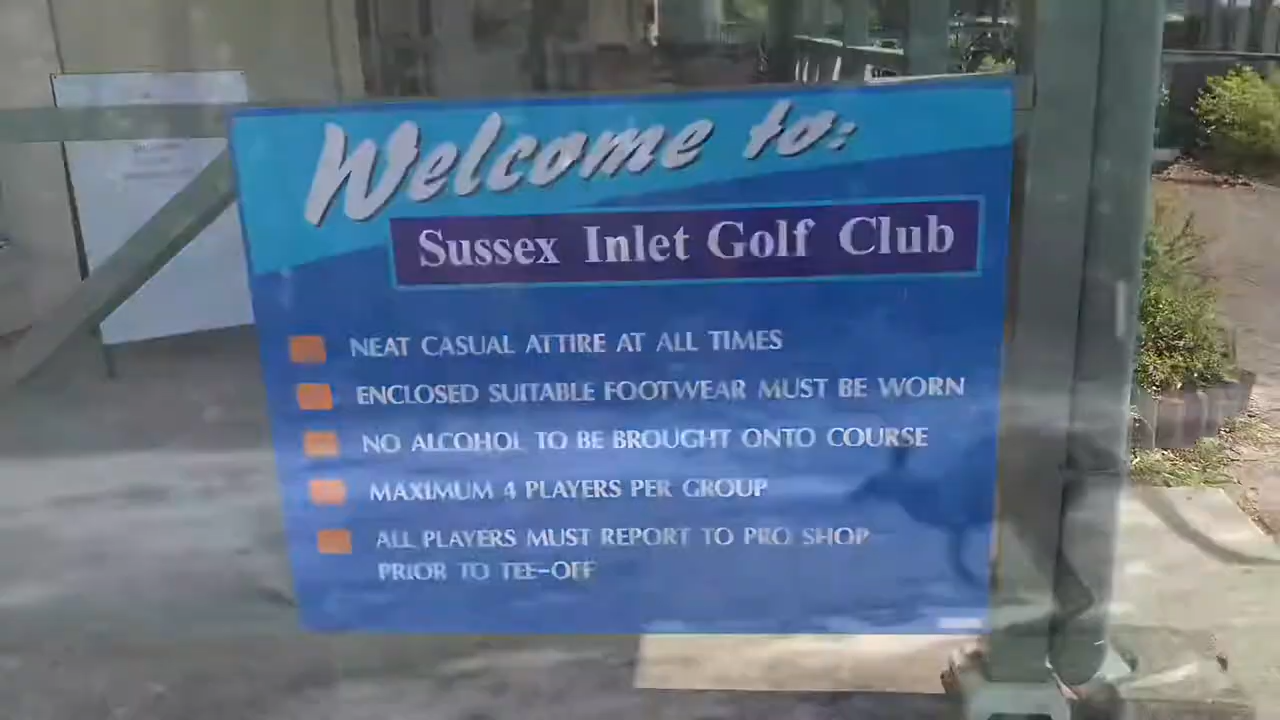 Welcome to:
Sussex Inlet Golf Club
NEAT CASUAL ATTIRE AT ALL TIMES
ENCLOSED SUITABLE FOOTWEAR MUST BE WORN
NO ALCOHOL TO BE BROUGHT ONTO COURSE
MAXIMUM 4 PLAYERS PER GROUP
ALL PLAYERS MUST REPORT TO PRO SHOP
PRIOR TO TEE-OFF